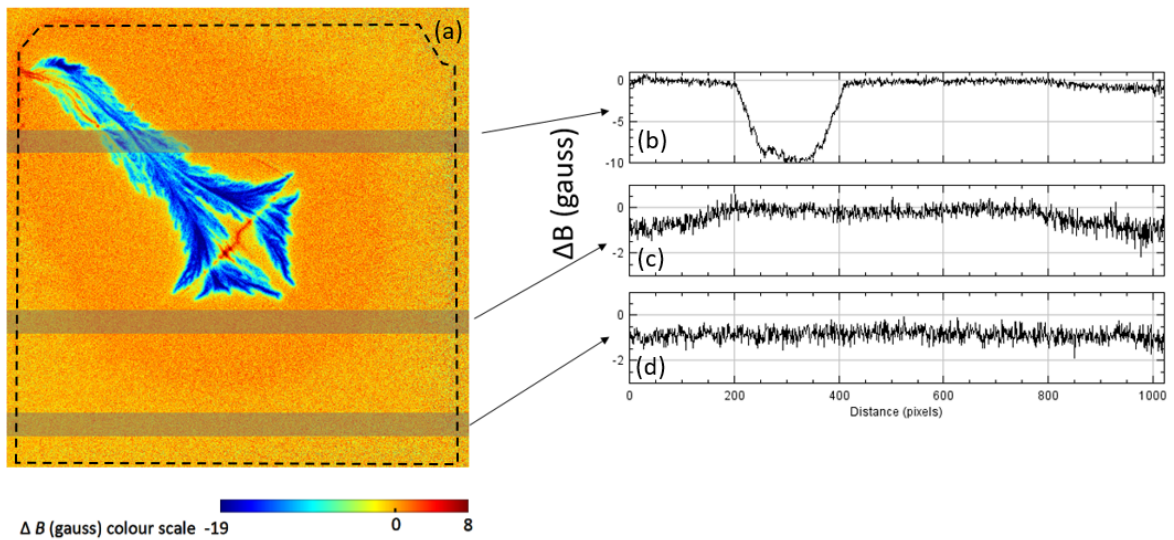 (a)
Δ B (gauss) colour scale -19 0 8
ΔB (gauss)
0
-5
-10
(b)
0
-2
(c)
0
-2
(d)
0 200 400 600 800 1000
Distance (pixels)